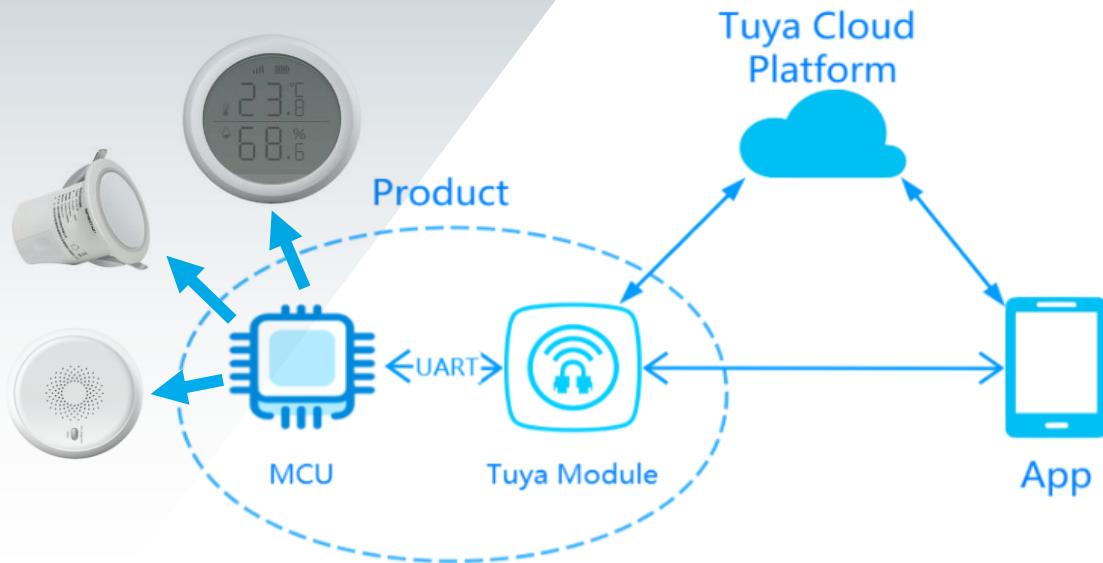 Tuya Cloud
Platform
23.8 °C
68.6 %
Product
UART
MCU
Tuya Module
App